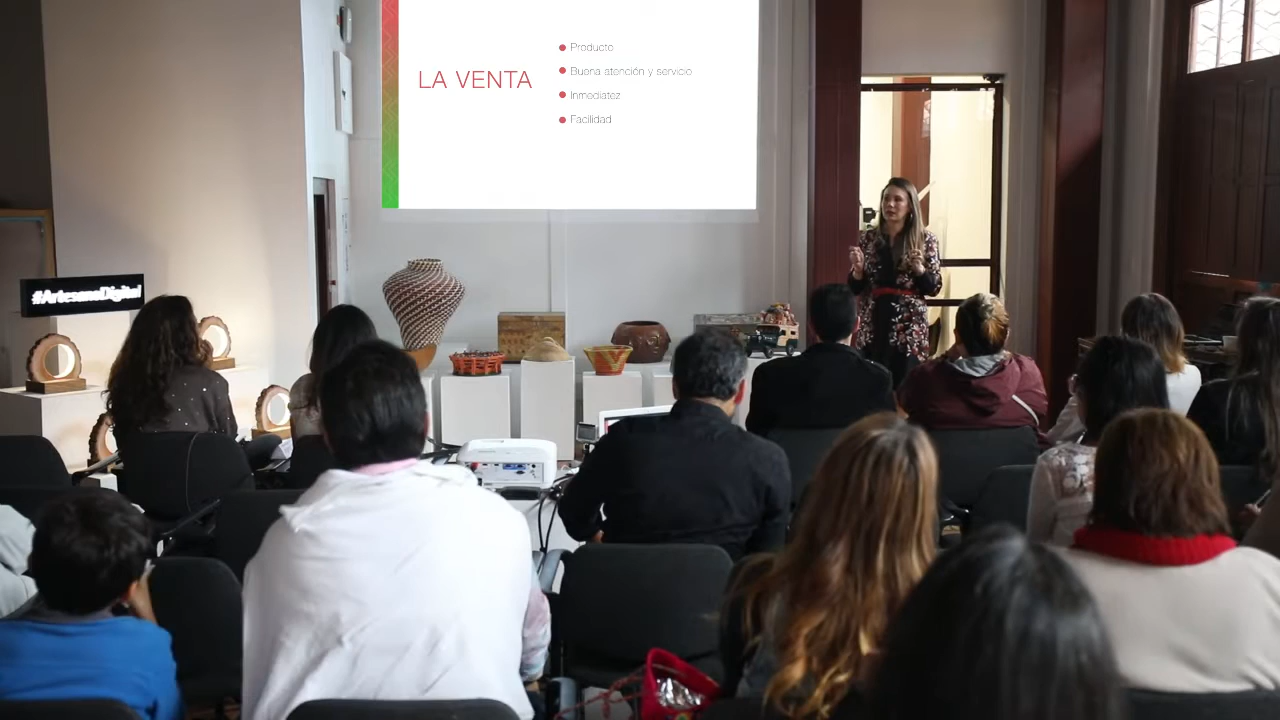 LA VENTA
Producto
Buena atención y servicio
Inmediatez
Facilidad
#ArtesanoDigital